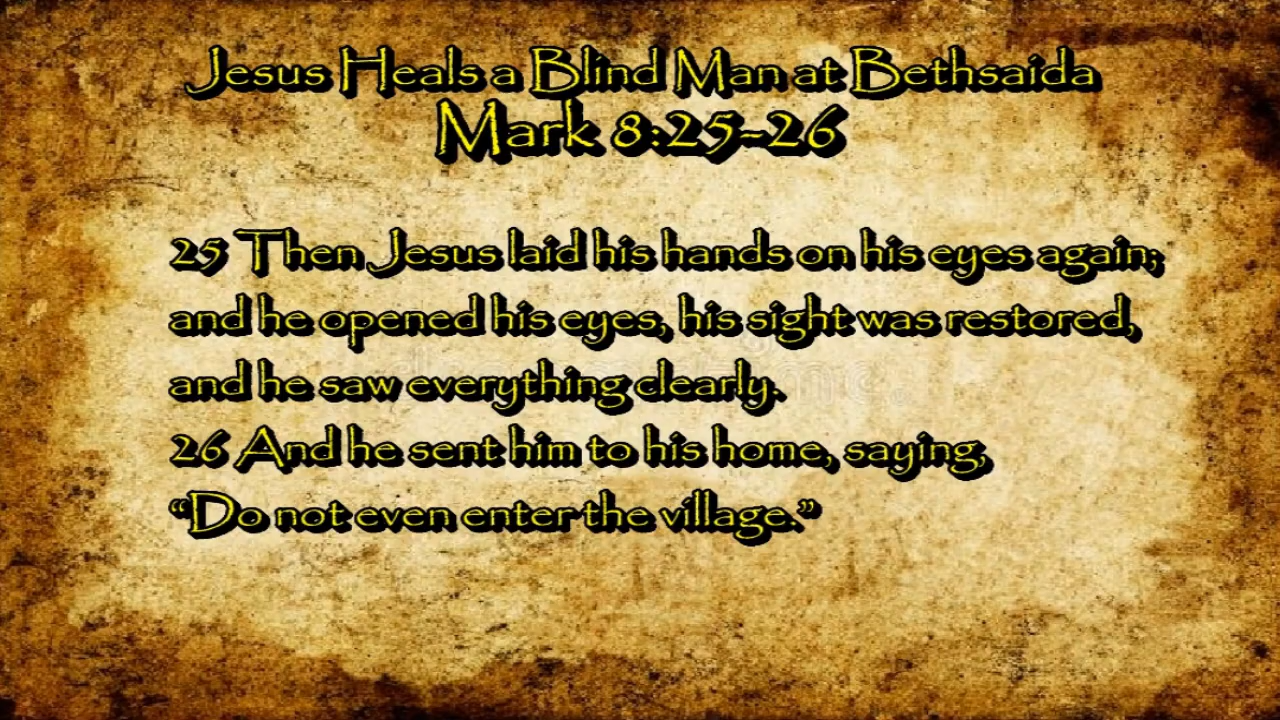 Jesus Heals a Blind Man at Bethsaida
Mark 8:25-26
25 Then Jesus laid his hands on his eyes again;
and he opened his eyes, his sight was restored,
and he saw everything clearly.
26 And he sent him to his home, saying,
“Do not even enter the village.”